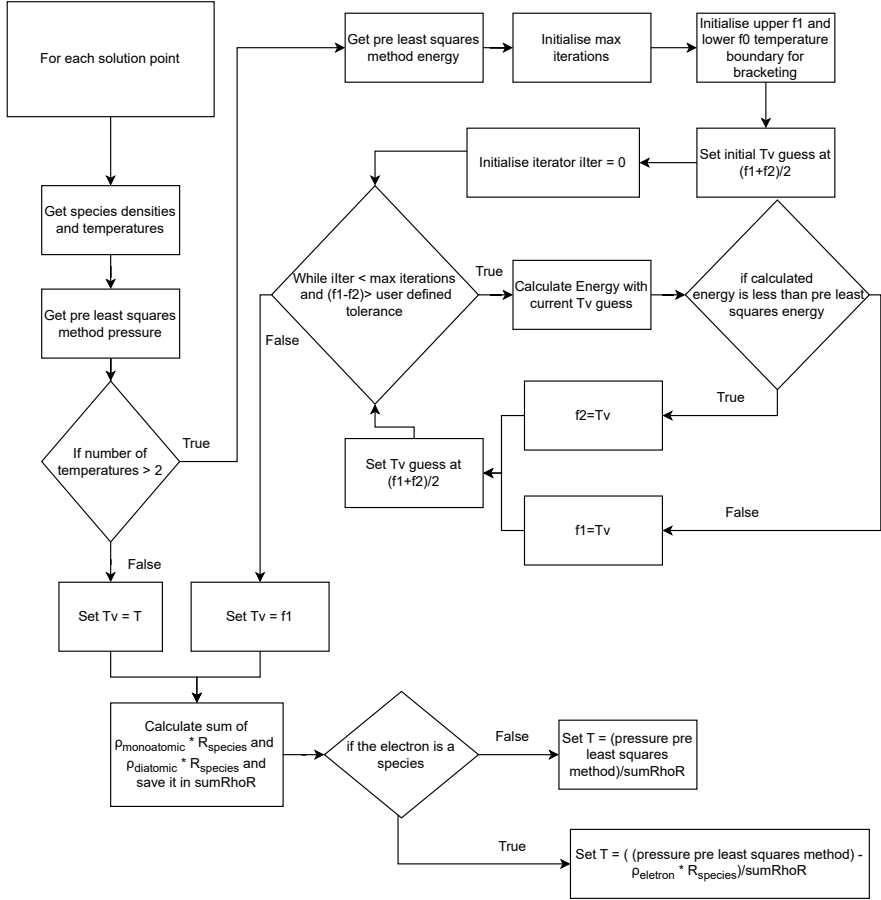 For each solution point
Get pre least squares
method energy
Initialise max
iterations
Initialise upper f1 and
lower f0 temperature
boundary for
bracketing
Set initial Tv guess at
(f1+f2)/2
Initialise iterator iIter = 0
Get species densities
and temperatures
Get pre least squares
method pressure
While iIter < max iterations
and (f1-f2)> user defined
tolerance
True
Calculate Energy with
current Tv guess
if calculated
energy is less than pre least
squares energy
False
True
f2=Tv
If number of
temperatures > 2
True
Set Tv guess at
(f1+f2)/2
f1=Tv
False
False
Set Tv = T
Set Tv = f1
Calculate sum of
ρmonoatomic * Rspecies and
ρdiatomic * Rspecies and
save it in sumRhoR
if the electron is a
species
False
Set T = (pressure pre
least squares
method)/sumRhoR
True
Set T = ( (pressure pre least squares method) -
ρeletron * Rspecies)/sumRhoR